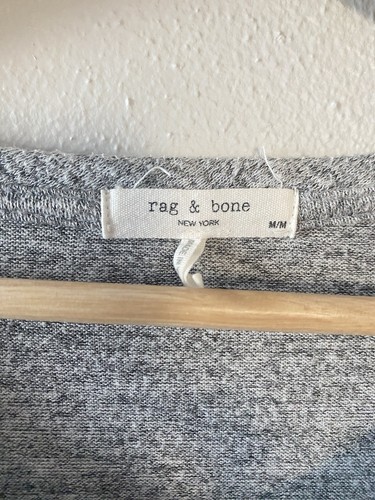 rag & bone
NEW YORK
M/M